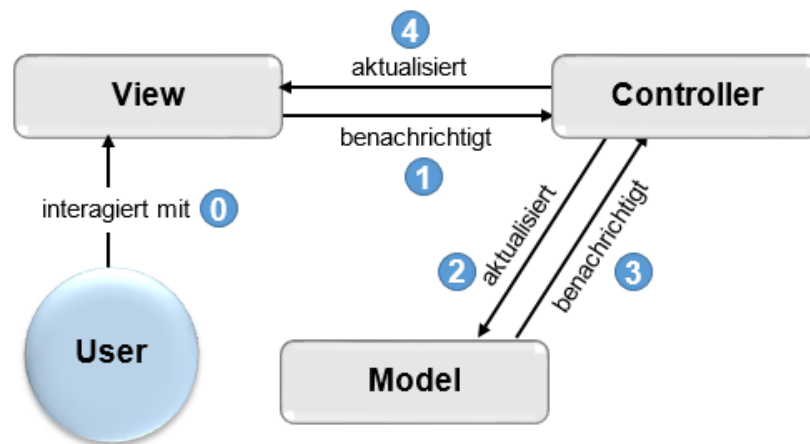 4
aktualisiert
View
Controller
benachrichtigt
1
interagiert mit 0
2
aktualisiert
benachrichtigt
3
User
Model